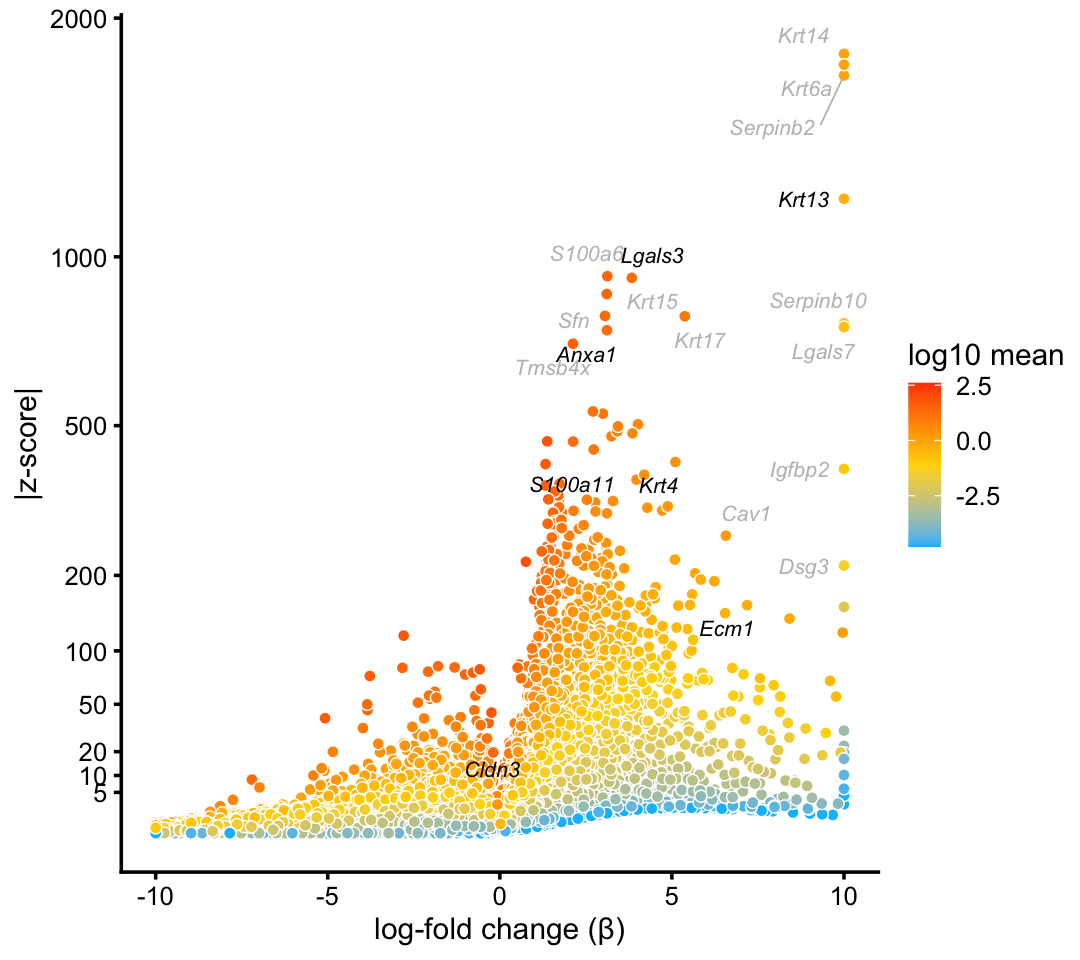 2000
1000
500
200
100
50
20
10
5
|z-score|
Krt14
Krt6a
Serpinb2
Krt13
S100a6
Lgals3
Serpinb10
Krt15
Sfn
Krt17
Lgals7
Anxa1
Tmsb4x
Igfbp2
S100a11
Krt4
Cav1
Dsg3
Ecm1
Cldn3
log10 mean
2.5
0.0
-2.5
-10
-5
0
5
10
log-fold change (β)